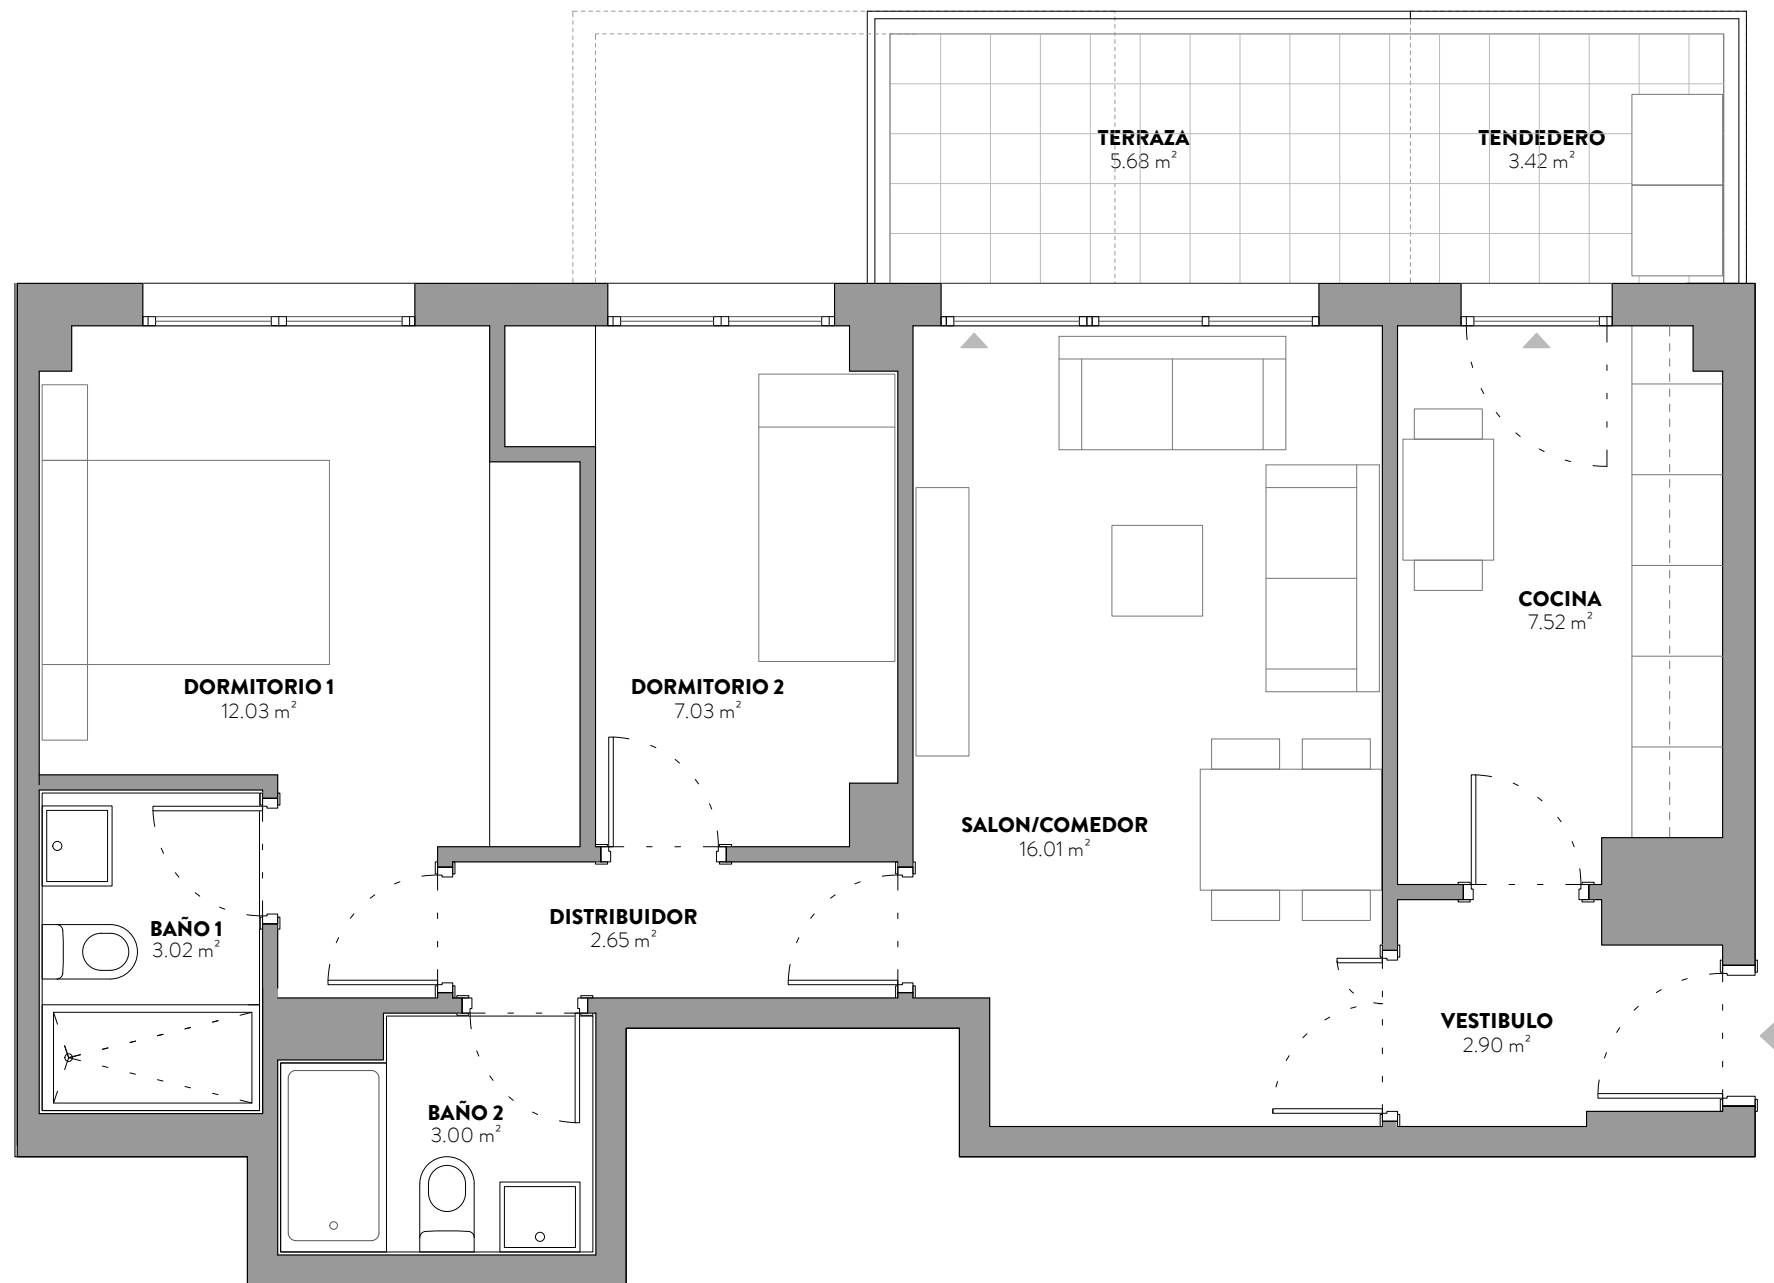 TERRAZA
5.68 m²
TENDEDERO
3.42 m²
COCINA
7.52 m²
DORMITORIO 1
12.03 m²
DORMITORIO 2
7.03 m²
SALON/COMEDOR
16.01 m²
DISTRIBUIDOR
2.65 m²
BAÑO 1
3.02 m²
VESTIBULO
2.90 m²
BAÑO 2
3.00 m²